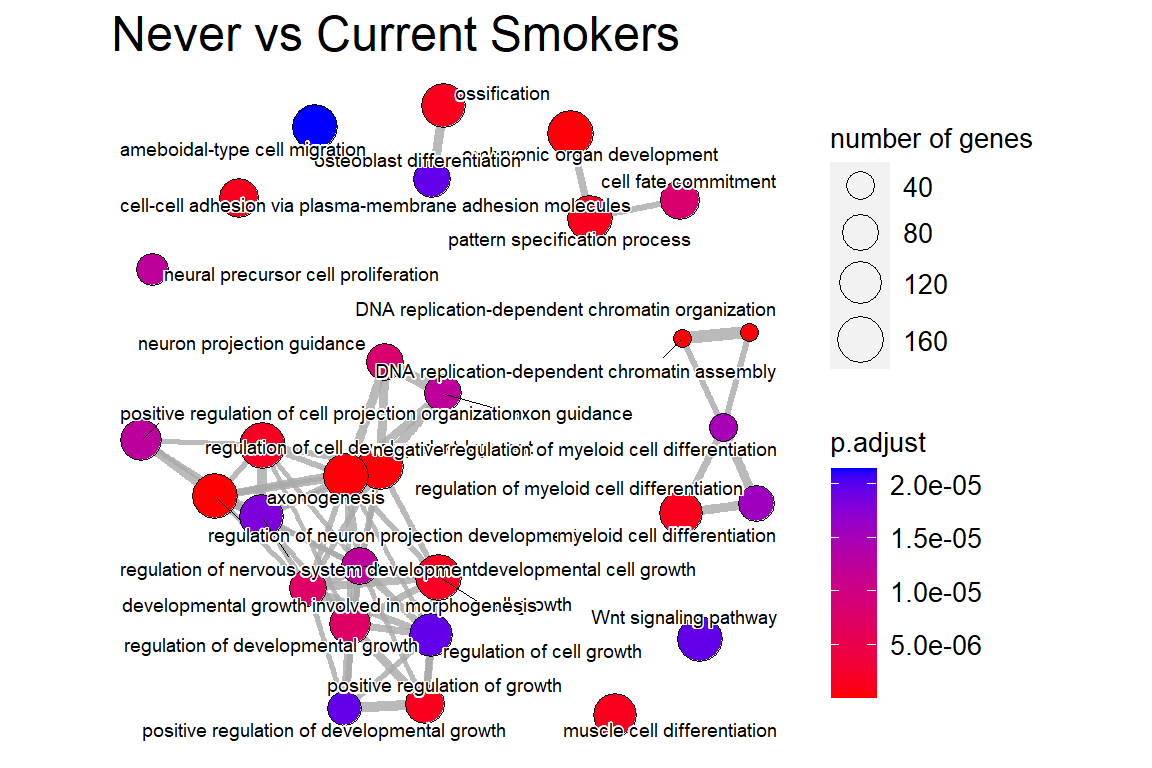 Never vs Current Smokers
ossification
ameboidal-type cell migration
osteoblast differentiation
organ development
cell fate commitment
cell-cell adhesion via plasma-membrane adhesion molecules
pattern specification process
neural precursor cell proliferation
DNA replication-dependent chromatin organization
neuron projection guidance
DNA replication-dependent chromatin assembly
positive regulation of cell projection organization
guidance
regulation of cell
negative regulation of myeloid cell differentiation
regulation of myeloid cell differentiation
axonogenesis
regulation of neuron projection
myeloid cell differentiation
regulation of nervous system development
developmental cell growth
developmental growth involved in morphogenesis
Wnt signaling pathway
regulation of developmental growth
regulation of cell growth
positive regulation of growth
positive regulation of developmental growth
muscle cell differentiation
number of genes
40
80
120
160
p.adjust
2.0e-05
1.5e-05
1.0e-05
5.0e-06